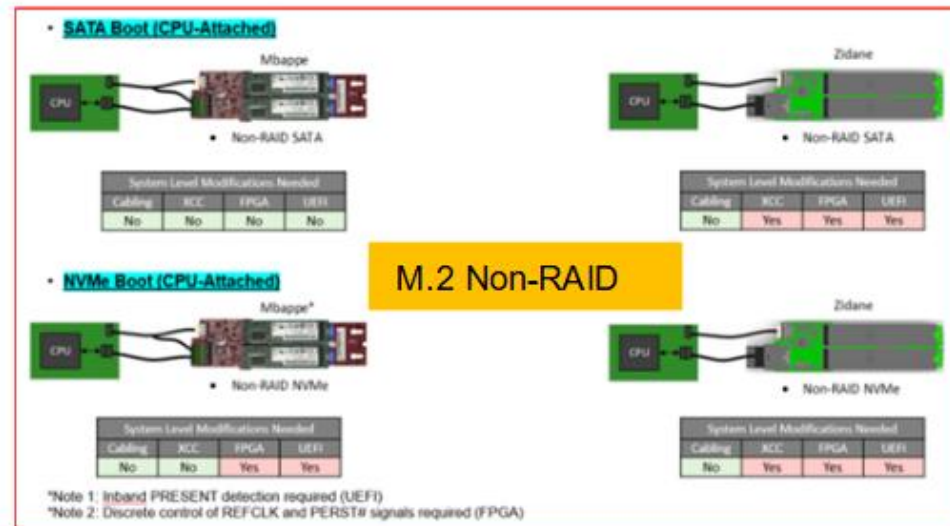 • SATA Boot (CPU-Attached)
Mbappe
CPU
• Non-RAID SATA
System Level Modifications Needed
Cabling XCC FPGA UEFI
No No No No
Zidane
CPU
• Non-RAID SATA
System Level Modifications Needed
Cabling XCC FPGA UEFI
No Yes Yes Yes
M.2 Non-RAID
• NVMe Boot (CPU-Attached)
Mbappe*
CPU
• Non-RAID NVMe
System Level Modifications Needed
Cabling XCC FPGA UEFI
No No Yes Yes
Zidane
CPU
• Non-RAID NVMe
System Level Modifications Needed
Cabling XCC FPGA UEFI
No Yes Yes Yes
*Note 1: Inband PRESENT detection required (UEFI)
*Note 2: Discrete control of REFCLK and PERST# signals required (FPGA)